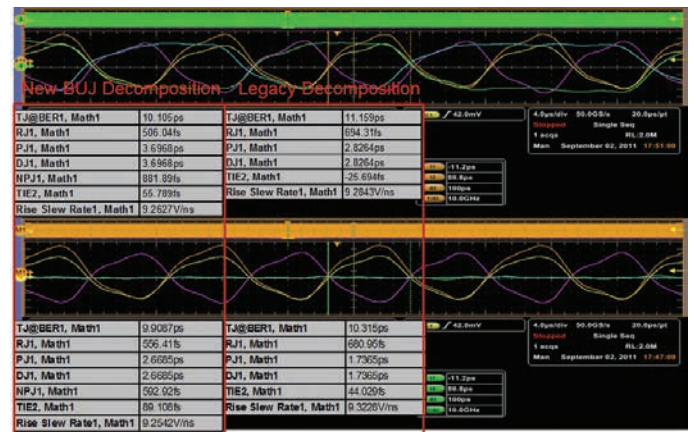 New BUJ Decomposition Legacy Decomposition
TJ@BER1, Math1 10.105ps TJ@BER1, Math1 11.159ps
RJ1, Math1 506.04fs RJ1, Math1 694.31fs
PJ1, Math1 3.6968ps PJ1, Math1 2.8264ps
DJ1, Math1 3.6968ps DJ1, Math1 2.8264ps
NPJ1, Math1 881.89fs TIE2, Math1 -25.694fs
TIE2, Math1 55.789fs Rise Slew Rate1, Math1 9.2843V/ns
Rise Slew Rate1, Math1 9.2627V/ns
42.0mV
4.0µs/div 50.0GS/s 20.0ps/pt
Stopped Single Seq
1 acqs RL:2.0M
Man September 02, 2011 17:51:00
-11.2ps
88.8ps
100ps
10.0GHz
TJ@BER1, Math1 9.9087ps TJ@BER1, Math1 10.315ps
RJ1, Math1 556.41fs RJ1, Math1 680.95fs
PJ1, Math1 2.6685ps PJ1, Math1 1.7365ps
DJ1, Math1 2.6685ps DJ1, Math1 1.7365ps
NPJ1, Math1 592.92fs TIE2, Math1 44.029fs
TIE2, Math1 89.108fs Rise Slew Rate1, Math1 9.3228V/ns
Rise Slew Rate1, Math1 9.2542V/ns
42.0mV
4.0µs/div 50.0GS/s 20.0ps/pt
Stopped Single Seq
1 acqs RL:2.0M
Man September 02, 2011 17:47:00
-11.2ps
88.8ps
100ps
10.0GHz